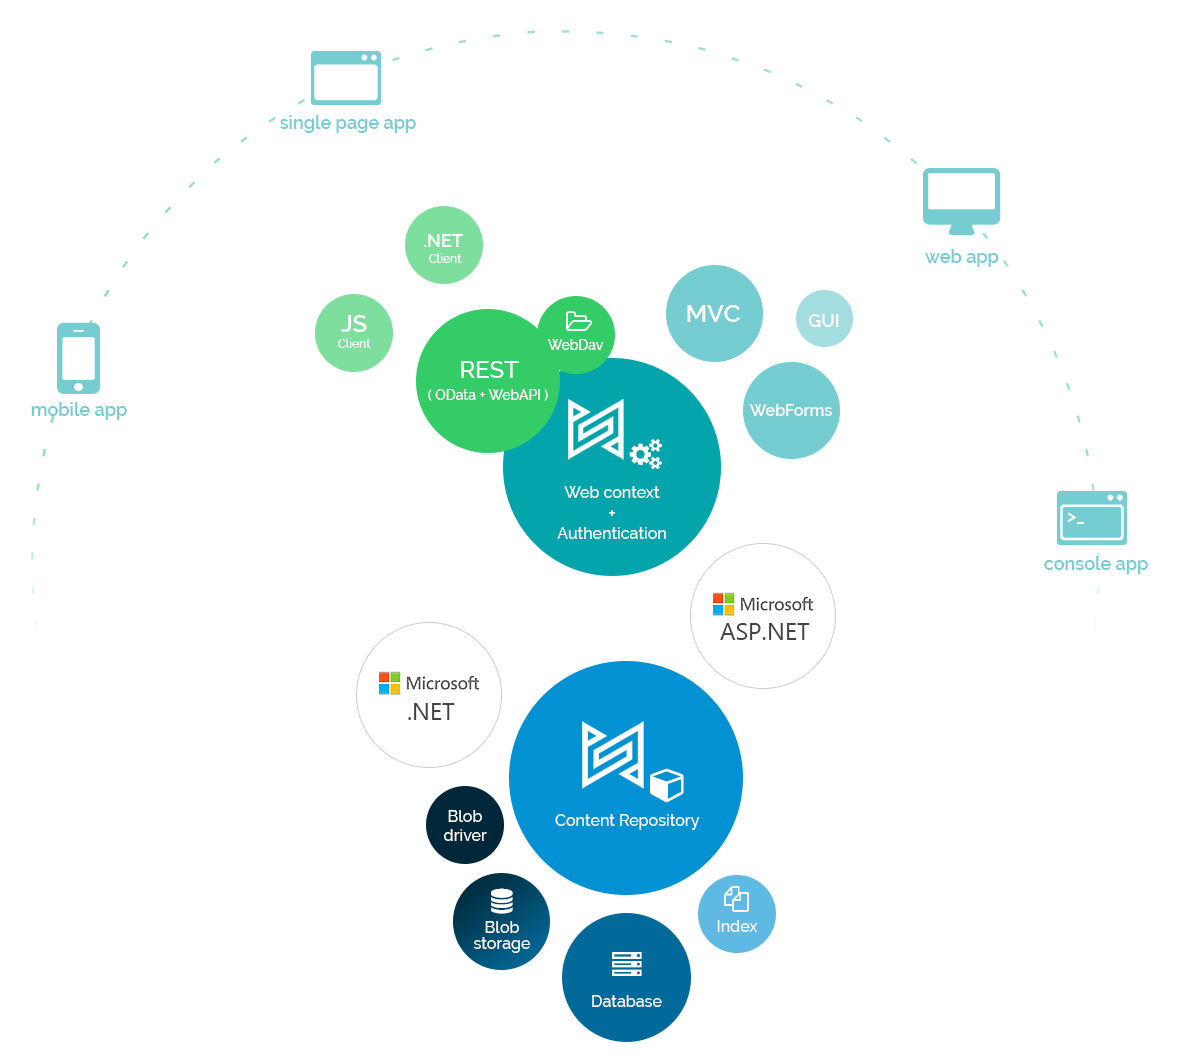 single page app
web app
.NET
Client
JS
Client
WebDav
REST
( OData + WebAPI )
MVC
GUI
WebForms
mobile app
Web context
+
Authentication
>_
console app
Microsoft
ASP.NET
Microsoft
.NET
Content Repository
Blob
driver
Blob
storage
Index
Database